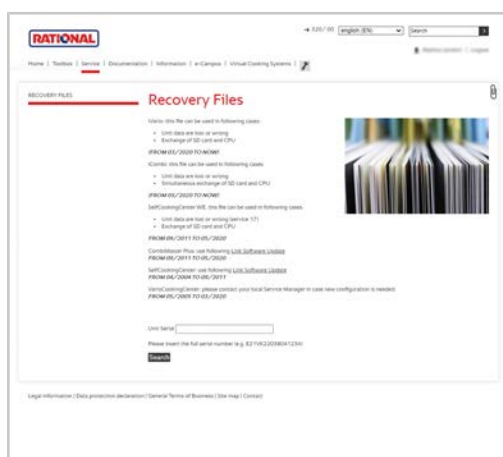 RATIONAL
→ 320 / 00 english (EN) Search
Logout
Home | Toolbox | Service | Documentation | Information | e-Campus | Virtual Cooking Systems |
RECOVERY FILES
Recovery Files
iVario: this file can be used in following cases:
• Unit data are lost or wrong
• Exchange of SD card and CPU
(FROM 03/2020 TO NOW)
iCombi: this file can be used in following cases:
• Unit data are lost or wrong
• Simultaneous exchange of SD card and CPU
(FROM 05/2020 TO NOW)
SelfCookingCenter WE: this file can be used in following cases:
• Unit data are lost or wrong (service 17)
• Exchange of SD card and CPU
FROM 06/2011 TO 05/2020
CombiMaster Plus: use following Link Software Update
FROM 09/2011 TO 05/2020
SelfCookingCenter: use following Link Software Update
FROM 04/2004 TO 06/2011
VarioCookingCenter: please contact your local Service Manager in case new configuration is needed
FROM 05/2005 TO 03/2020
Unit Serial
Please insert the full serial number (e.g. E21VK22039041234)
Search
Legal information | Data protection declaration | General Terms of Business | Site map | Contact